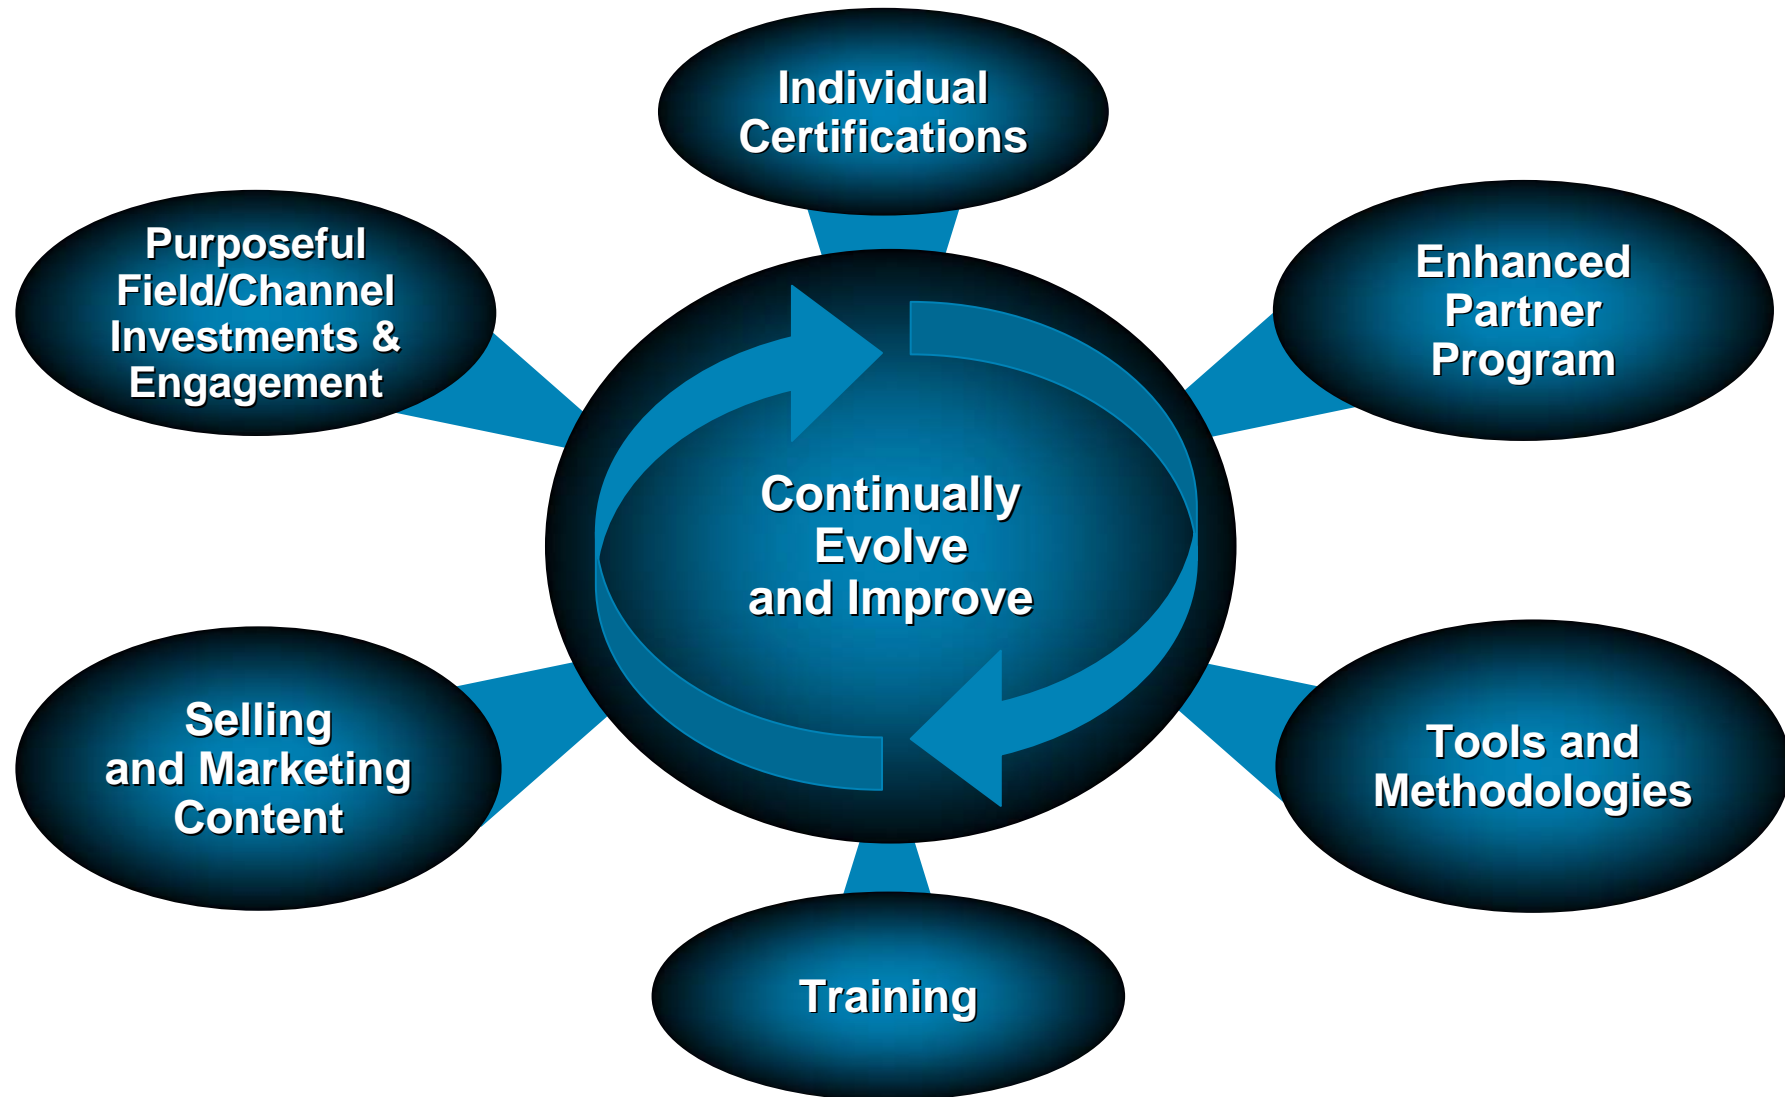 Individual
Certifications
Purposeful
Field/Channel
Investments &
Engagement
Enhanced
Partner
Program
Continually
Evolve
and Improve
Selling
and Marketing
Content
Tools and
Methodologies
Training